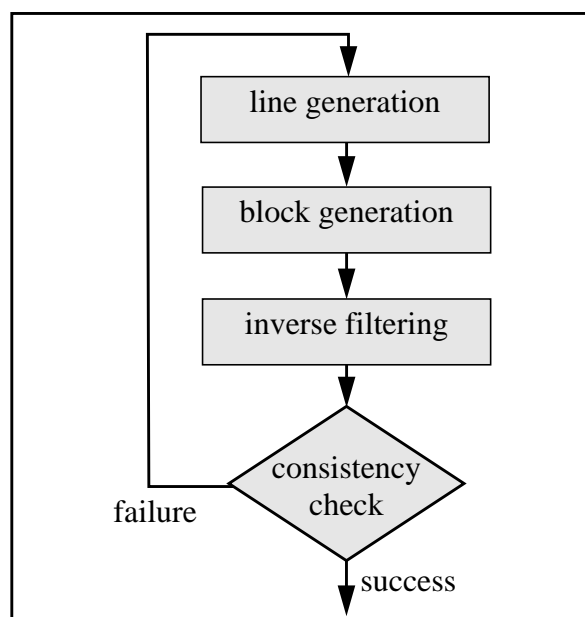 line generation
block generation
inverse filtering
consistency
check
failure
success